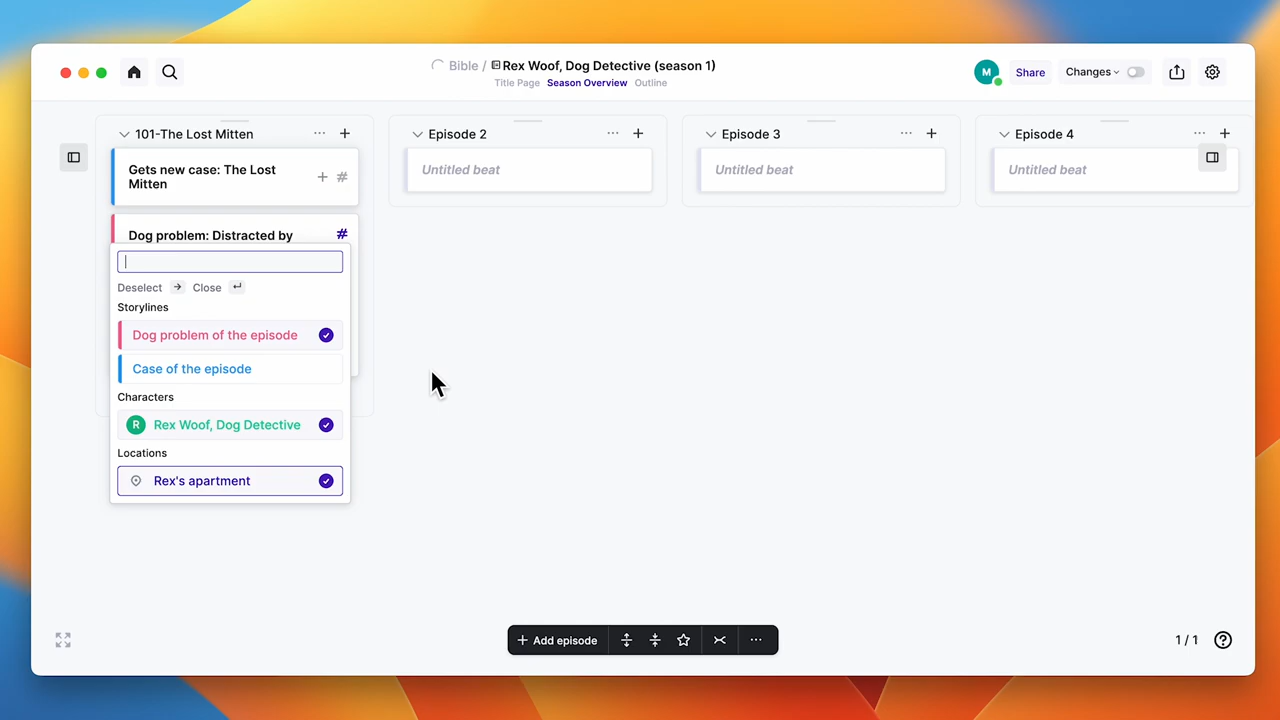 Bible / Rex Woof, Dog Detective (season 1)
Title Page Season Overview Outline
M Share Changes
101-The Lost Mitten
Episode 2
Episode 3
Episode 4
Gets new case: The Lost
Mitten
Untitled beat
Untitled beat
Untitled beat
Dog problem: Distracted by
Deselect → Close ↵
Storylines
Dog problem of the episode
Case of the episode
Characters
R Rex Woof, Dog Detective
Locations
Rex's apartment
+ Add episode
1 / 1